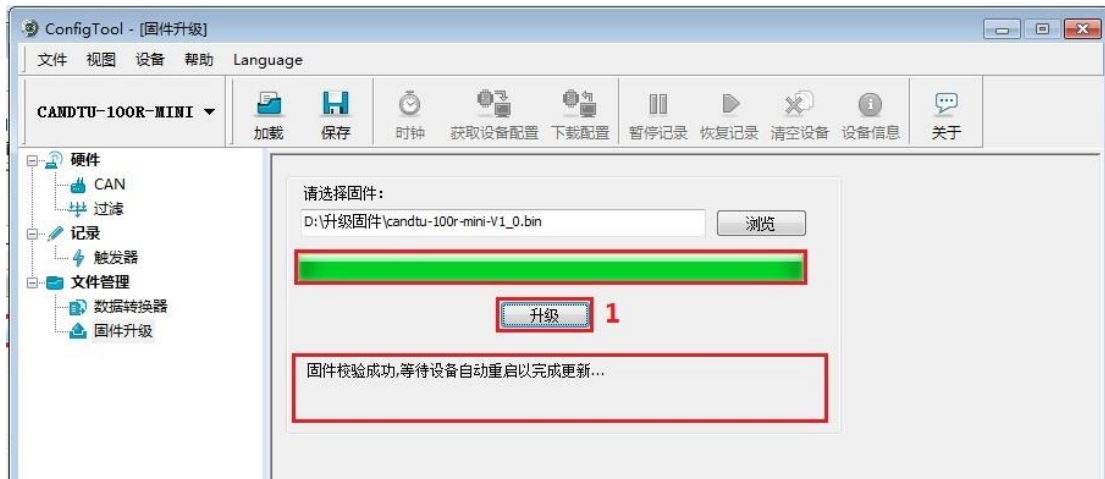 ConfigTool - [固件升级]
文件 视图 设备 帮助 Language
CANDTU-100R-MINI
加载 保存 时钟 获取设备配置 下载配置 暂停记录 恢复记录 清空设备 设备信息 关于
硬件
CAN
过滤
记录
触发器
文件管理
数据转换器
固件升级
请选择固件：
D:\升级固件\candtu-100r-mini-V1_0.bin
浏览
升级 1
固件校验成功,等待设备自动重启以完成更新...